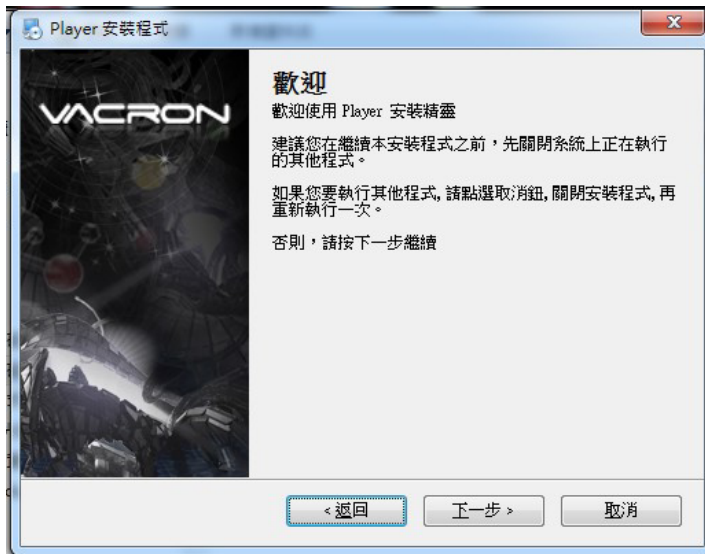 Player 安裝程式
VACRON
歡迎
歡迎使用 Player 安裝精靈
建議您在繼續本安裝程式之前，先關閉系統上正在執行
的其他程式。
如果您要執行其他程式, 請點選取消鈕, 關閉安裝程式, 再
重新執行一次。
否則，請按下一步繼續
< 返回
下一步 >
取消